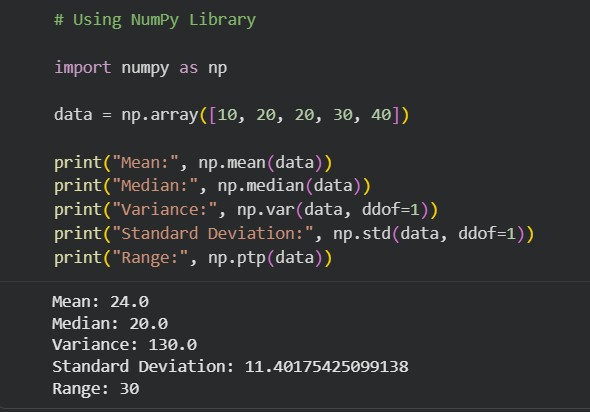 # Using NumPy Library
import numpy as np
data = np.array([10, 20, 20, 30, 40])
print("Mean:", np.mean(data))
print("Median:", np.median(data))
print("Variance:", np.var(data, ddof=1))
print("Standard Deviation:", np.std(data, ddof=1))
print("Range:", np.ptp(data))
Mean: 24.0
Median: 20.0
Variance: 130.0
Standard Deviation: 11.40175425099138
Range: 30